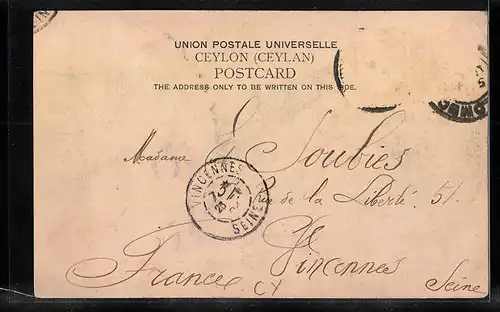 UNION POSTALE UNIVERSELLE
CEYLON (CEYLAN)
POSTCARD
THE ADDRESS ONLY TO BE WRITTEN ON THIS SIDE.
Madame E Soubies
Rue de la Liberté. 51.
Vincennes
France
Seine
VINCENNES
SEINE